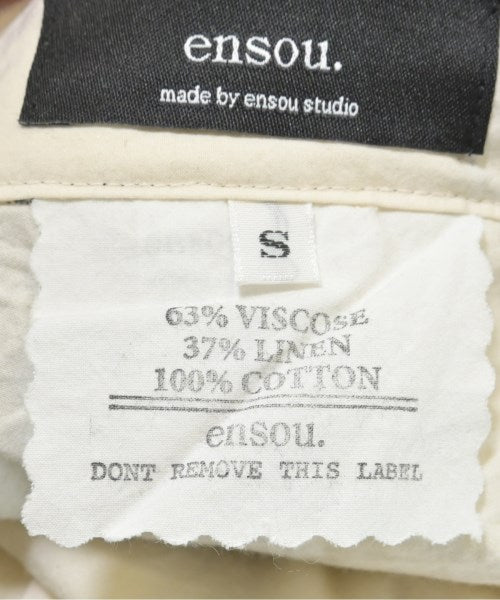 ensou.
made by ensou studio
S
63% VISCOSE
37% LINEN
100% COTTON
ensou.
DONT REMOVE THIS LABEL